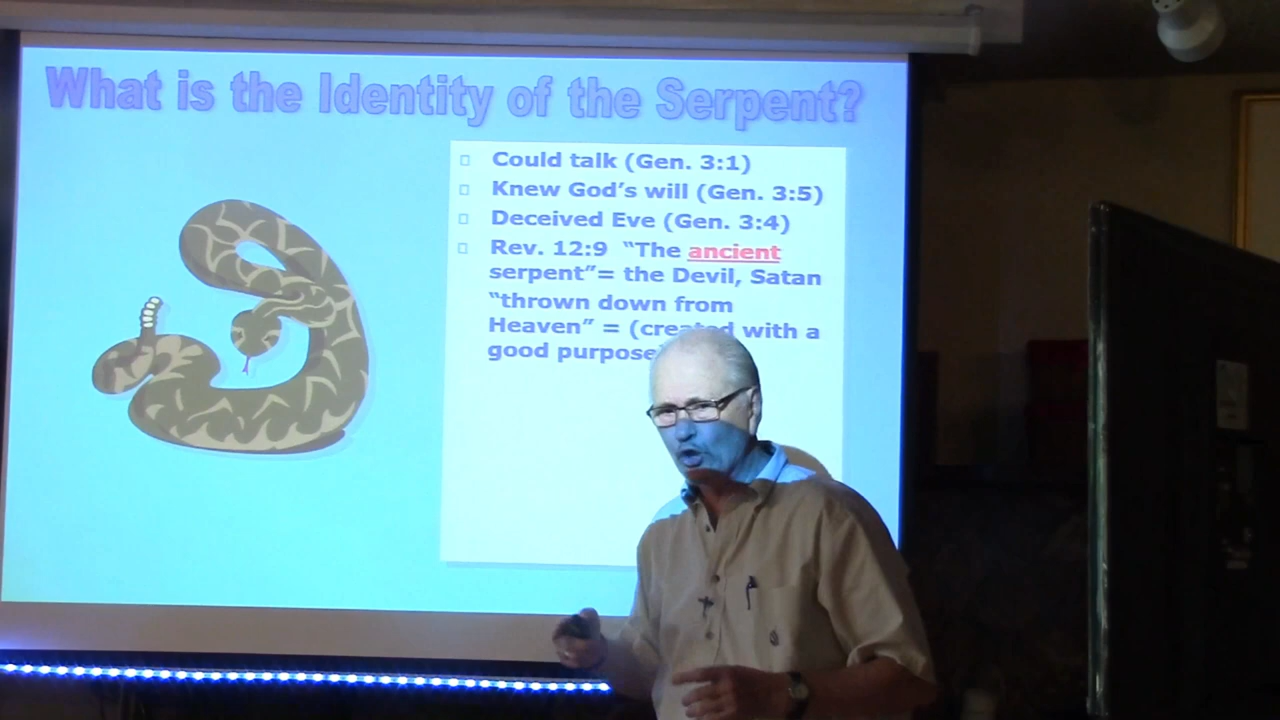 What is the Identity of the Serpent?
Could talk (Gen. 3:1)
Knew God's will (Gen. 3:5)
Deceived Eve (Gen. 3:4)
Rev. 12:9 “The ancient
serpent”= the Devil, Satan
“thrown down from
Heaven” = (created with a
good purpose